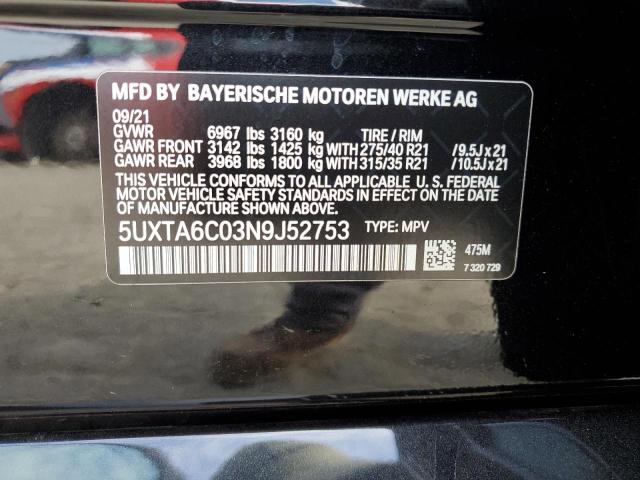 MFD BY BAYERISCHE MOTOREN WERKE AG
09/21
GVWR 6967 lbs 3160 kg TIRE / RIM
GAWR FRONT 3142 lbs 1425 kg WITH 275/40 R21 / 9.5J x 21
GAWR REAR 3968 lbs 1800 kg WITH 315/35 R21 / 10.5J x 21
THIS VEHICLE CONFORMS TO ALL APPLICABLE U. S. FEDERAL
MOTOR VEHICLE SAFETY STANDARDS IN EFFECT ON THE DATE OF
MANUFACTURE SHOWN ABOVE.
5UXTA6C03N9J52753 TYPE: MPV
475M
7 320 729